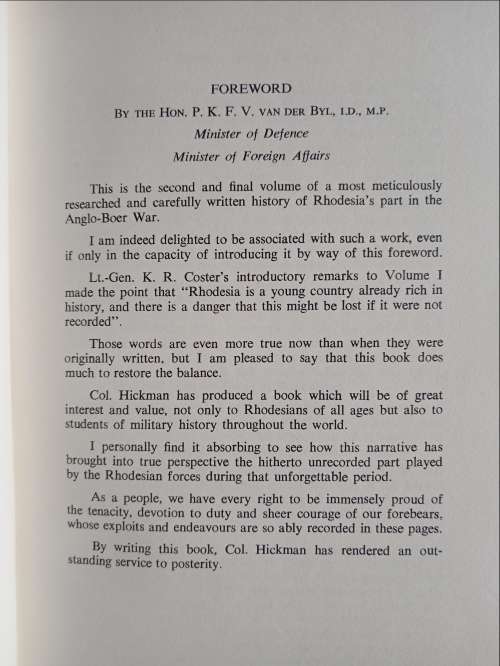 FOREWORD
BY THE HON. P. K. F. V. VAN DER BYL, I.D., M.P.
Minister of Defence
Minister of Foreign Affairs
This is the second and final volume of a most meticulously
researched and carefully written history of Rhodesia's part in the
Anglo-Boer War.
I am indeed delighted to be associated with such a work, even
if only in the capacity of introducing it by way of this foreword.
Lt.-Gen. K. R. Coster's introductory remarks to Volume I
made the point that "Rhodesia is a young country already rich in
history, and there is a danger that this might be lost if it were not
recorded".
Those words are even more true now than when they were
originally written, but I am pleased to say that this book does
much to restore the balance.
Col. Hickman has produced a book which will be of great
interest and value, not only to Rhodesians of all ages but also to
students of military history throughout the world.
I personally find it absorbing to see how this narrative has
brought into true perspective the hitherto unrecorded part played
by the Rhodesian forces during that unforgettable period.
As a people, we have every right to be immensely proud of
the tenacity, devotion to duty and sheer courage of our forebears,
whose exploits and endeavours are so ably recorded in these pages.
By writing this book, Col. Hickman has rendered an out-
standing service to posterity.